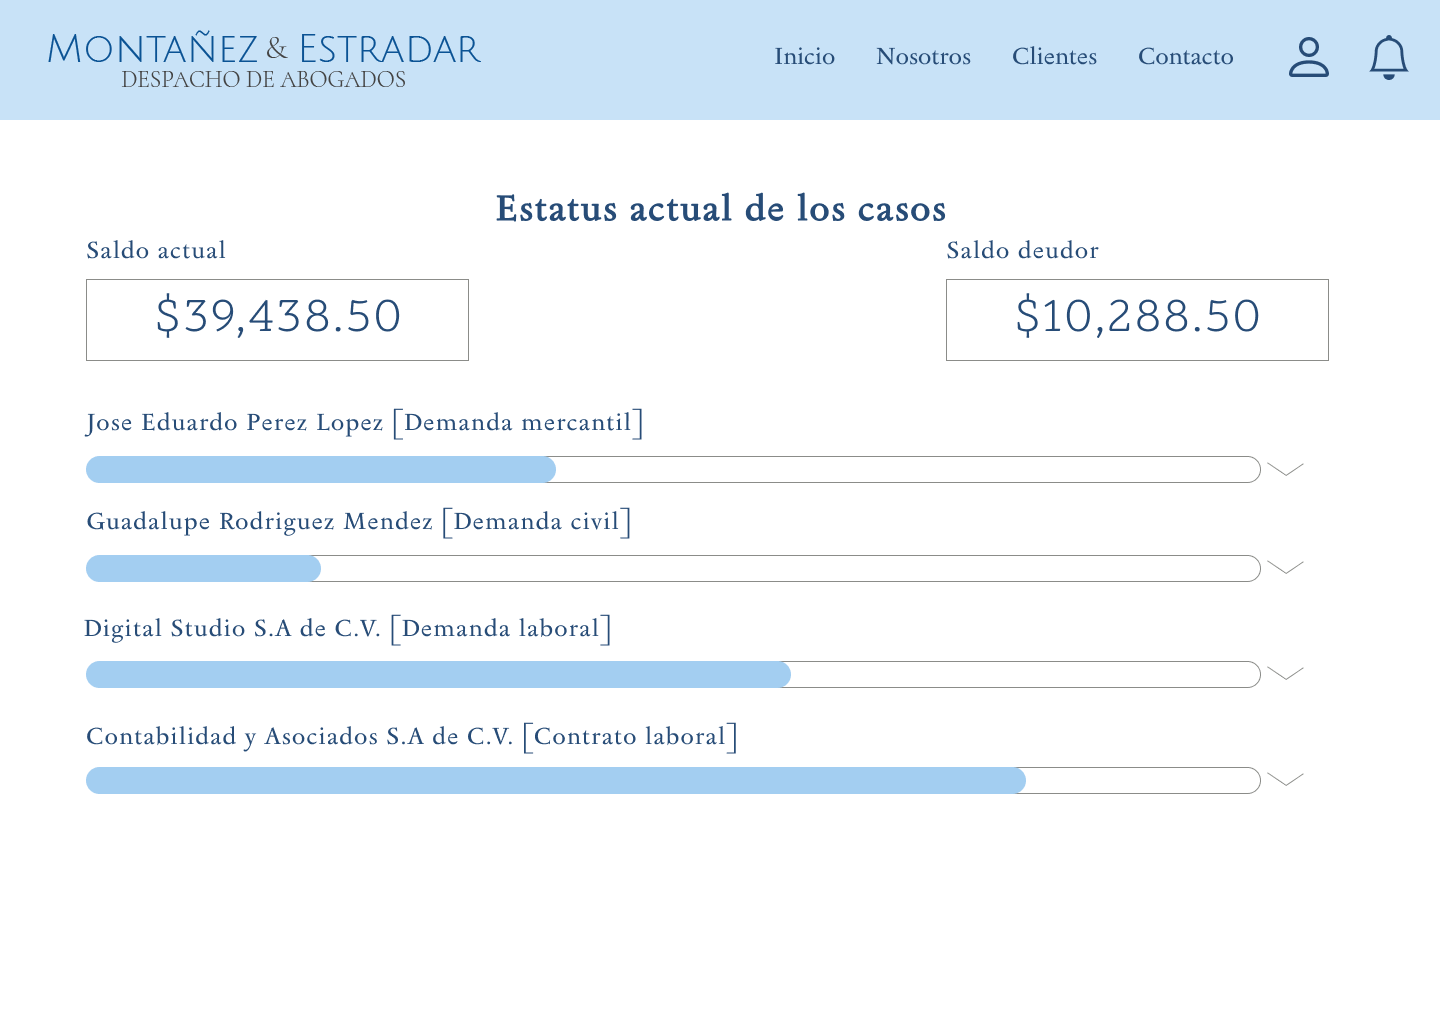 MONTAÑEZ & ESTRADAR
DESPACHO DE ABOGADOS
Inicio Nosotros Clientes Contacto
Estatus actual de los casos
Saldo actual Saldo deudor
$39,438.50 $10,288.50
Jose Eduardo Perez Lopez [Demanda mercantil]
Guadalupe Rodriguez Mendez [Demanda civil]
Digital Studio S.A de C.V. [Demanda laboral]
Contabilidad y Asociados S.A de C.V. [Contrato laboral]